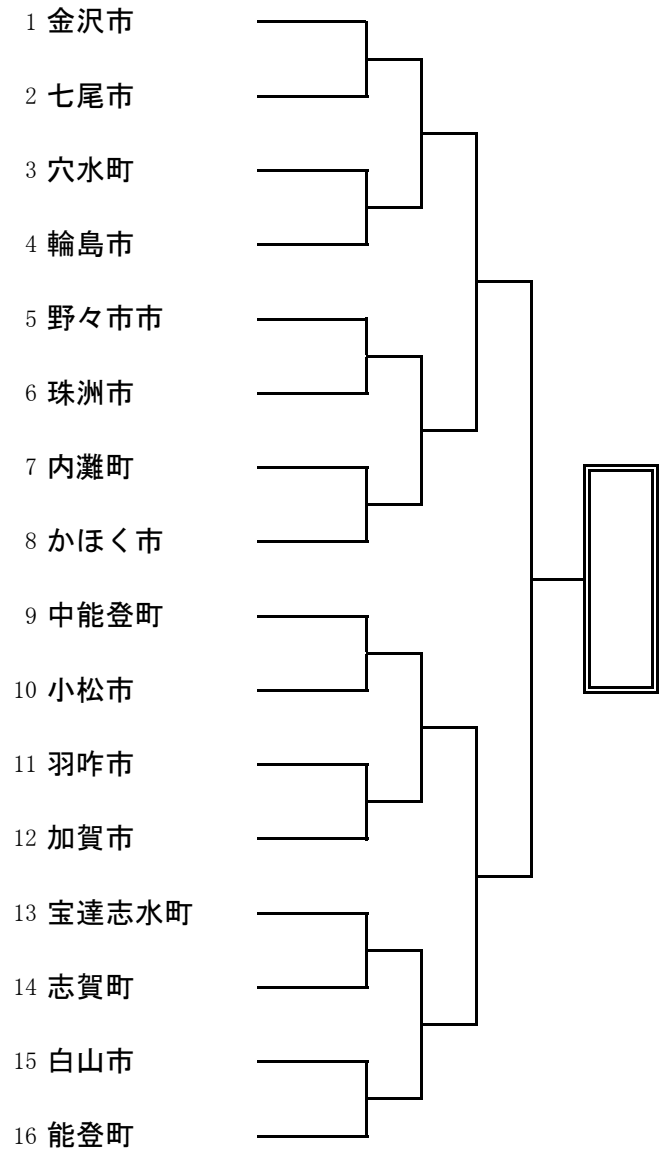 1 金沢市
2 七尾市
3 穴水町
4 輪島市
5 野々市市
6 珠洲市
7 内灘町
8 かほく市
9 中能登町
10 小松市
11 羽咋市
12 加賀市
13 宝達志水町
14 志賀町
15 白山市
16 能登町